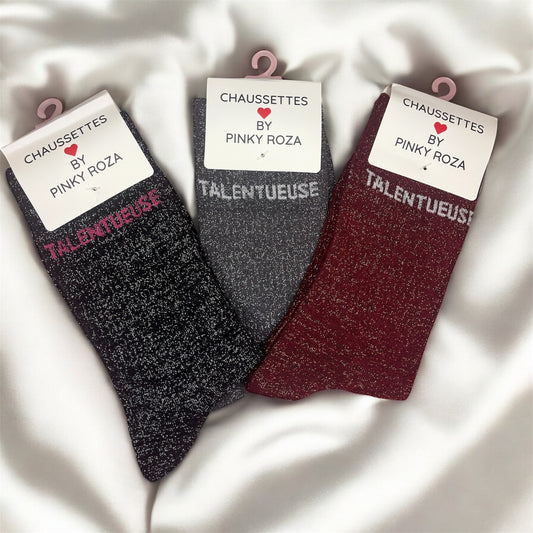 CHAUSSETTES
BY
PINKY ROZA
TALENTUEUSE
CHAUSSETTES
BY
PINKY ROZA
TALENTUEUSE
CHAUSSETTES
BY
PINKY ROZA
TALENTUEUSE